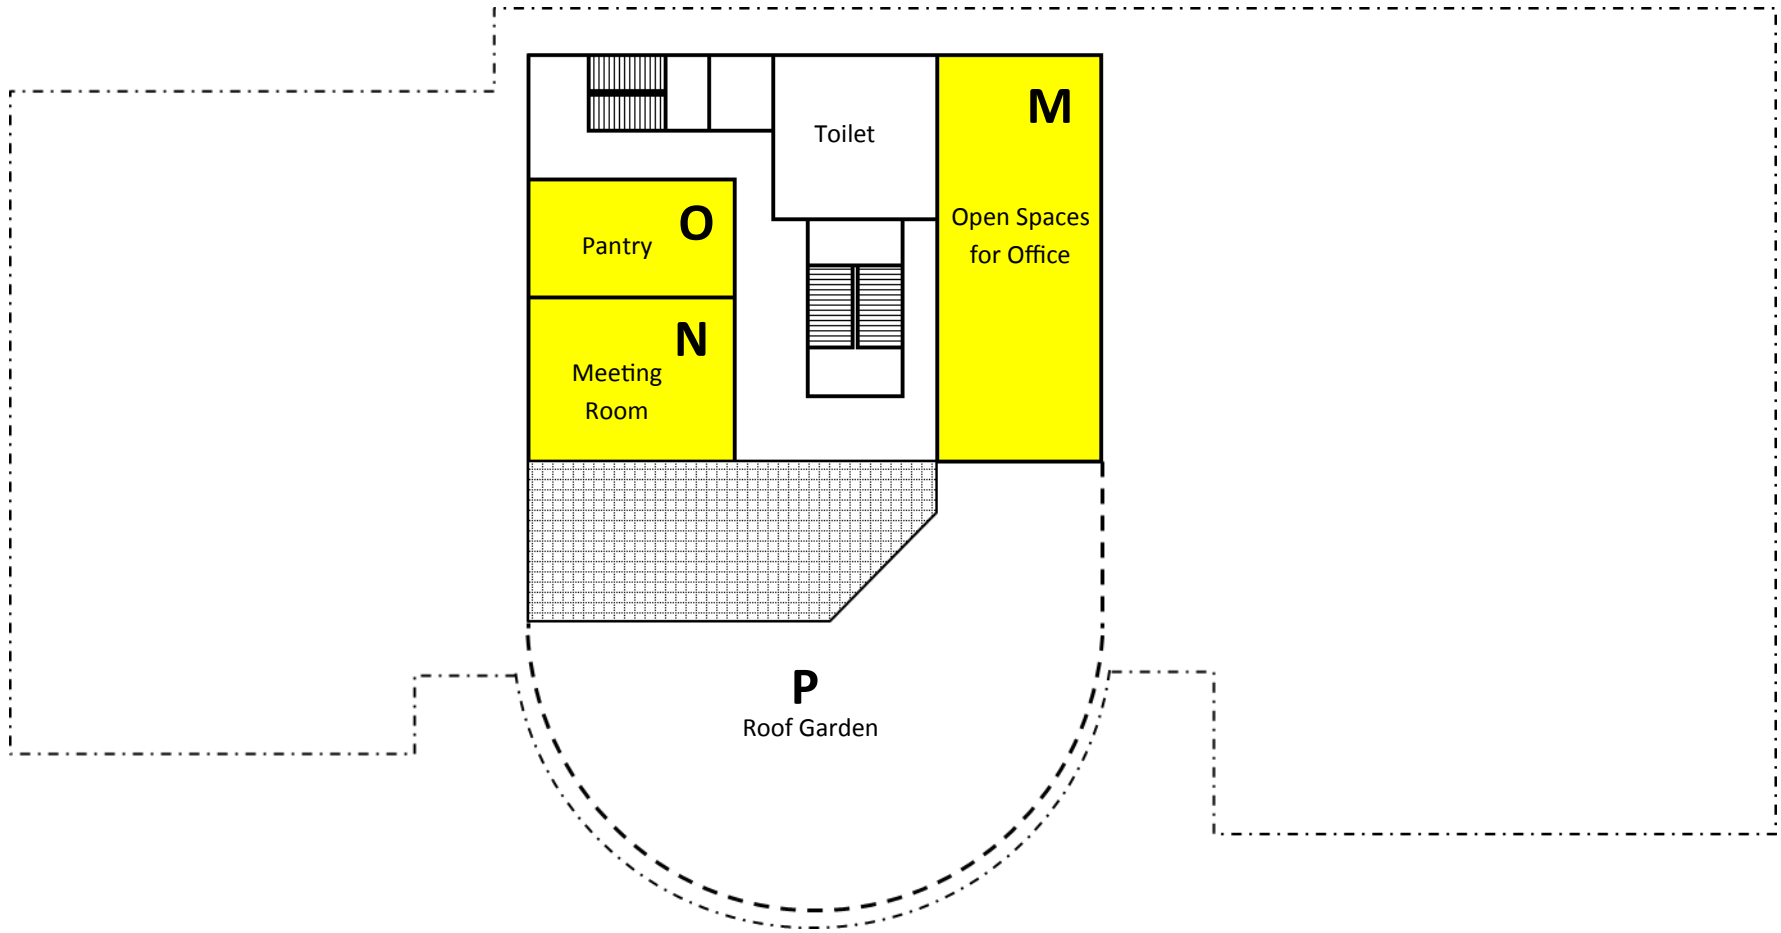 M
Toilet
O
Pantry
Open Spaces
for Office
N
Meeting
Room
P
Roof Garden